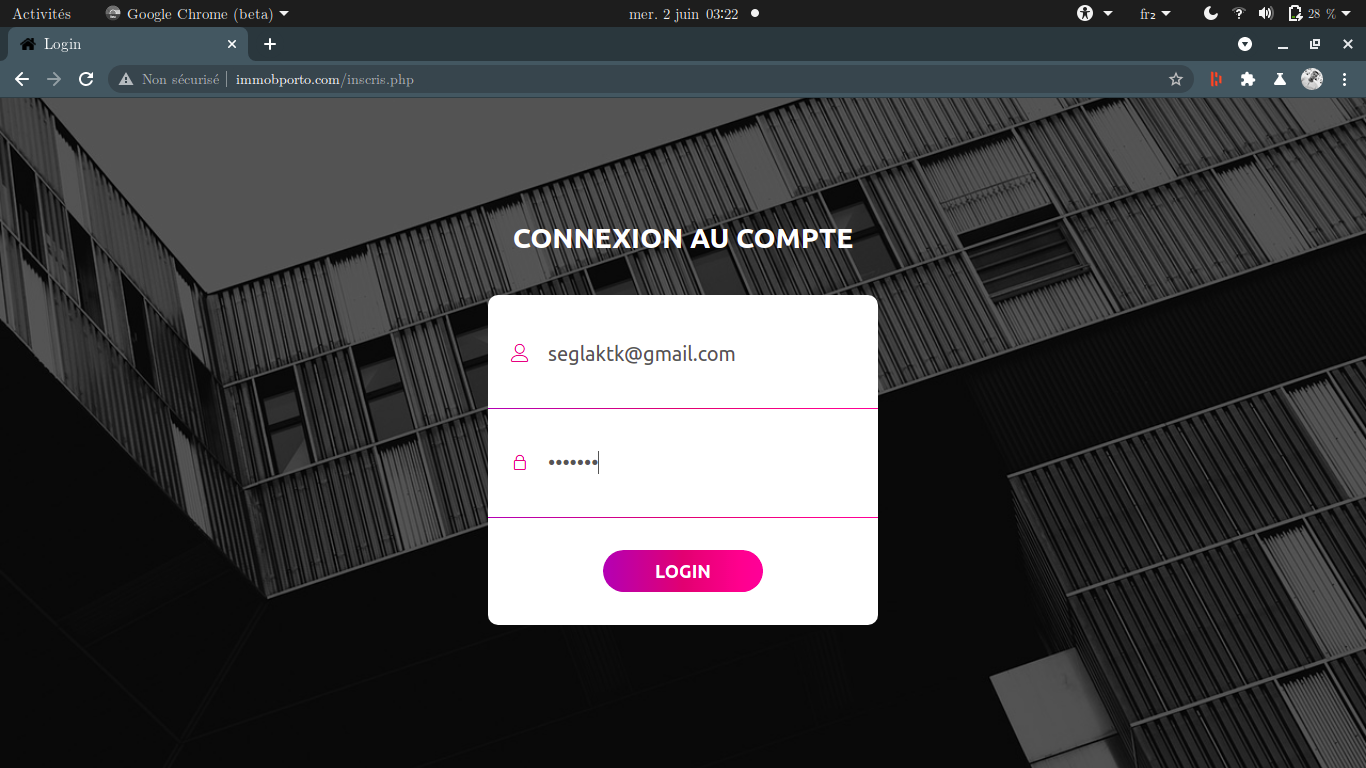 Activités Google Chrome (beta) mer. 2 juin 03:22 fr₂ 28 %
Login
Non sécurisé immobporto.com/inscris.php
CONNEXION AU COMPTE
seglaktk@gmail.com
•••••••
LOGIN